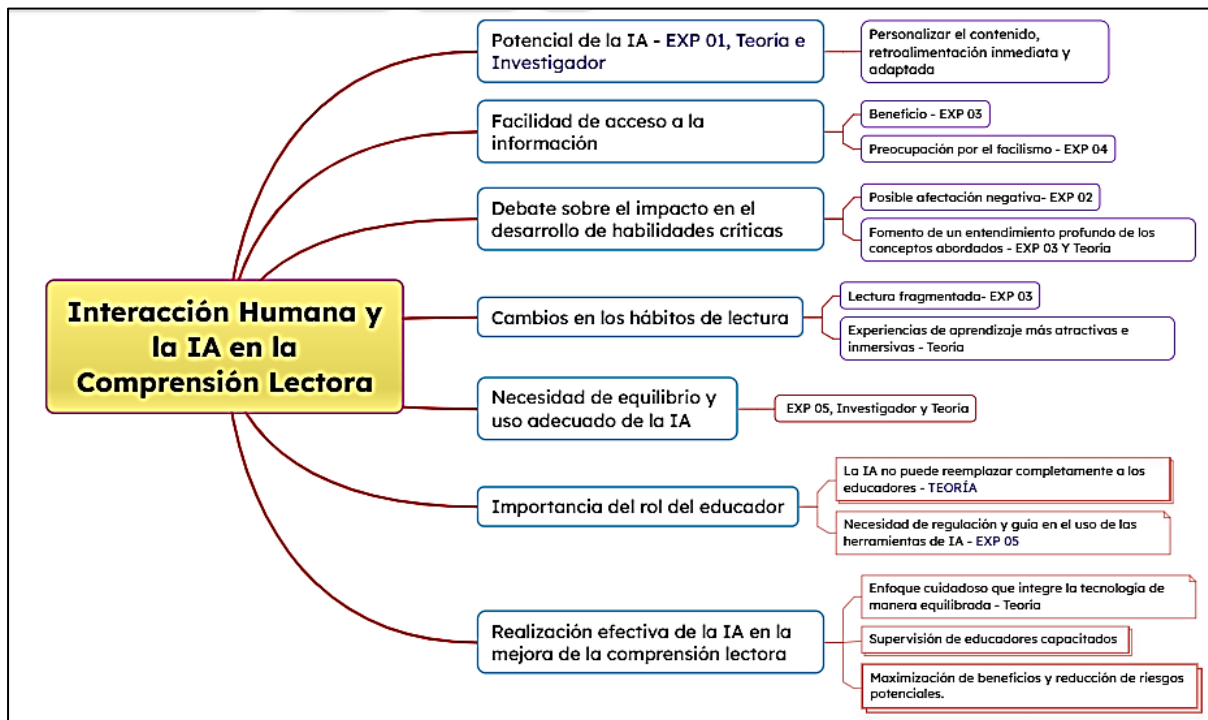 Interacción Humana y
la IA en la
Comprensión Lectora
Potencial de la IA - EXP 01, Teoría e
Investigador
Personalizar el contenido,
retroalimentación inmediata y
adaptada
Facilidad de acceso a la
información
Beneficio - EXP 03
Preocupación por el facilismo - EXP 04
Debate sobre el impacto en el
desarrollo de habilidades críticas
Posible afectación negativa- EXP 02
Fomento de un entendimiento profundo de los
conceptos abordados - EXP 03 Y Teoría
Cambios en los hábitos de lectura
Lectura fragmentada- EXP 03
Experiencias de aprendizaje más atractivas e
inmersivas - Teoría
Necesidad de equilibrio y
uso adecuado de la IA
EXP 05, Investigador y Teoría
Importancia del rol del educador
La IA no puede reemplazar completamente a los
educadores - TEORÍA
Necesidad de regulación y guía en el uso de las
herramientas de IA - EXP 05
Realización efectiva de la IA en la
mejora de la comprensión lectora
Enfoque cuidadoso que integre la tecnología de
manera equilibrada - Teoría
Supervisión de educadores capacitados
Maximización de beneficios y reducción de riesgos
potenciales.